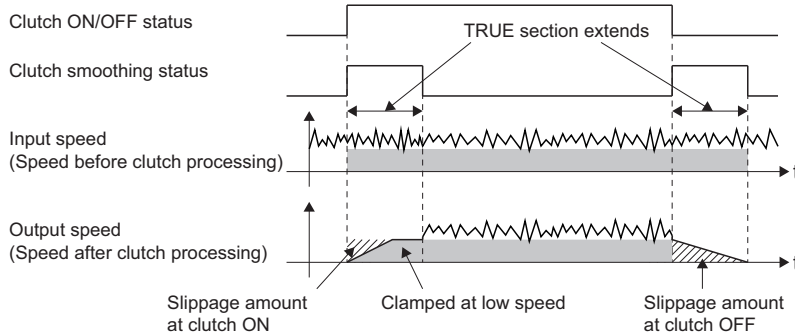 Clutch ON/OFF status
TRUE section extends
Clutch smoothing status
Input speed
(Speed before clutch processing)
t
Output speed
(Speed after clutch processing)
t
Slippage amount
at clutch ON
Clamped at low speed
Slippage amount
at clutch OFF